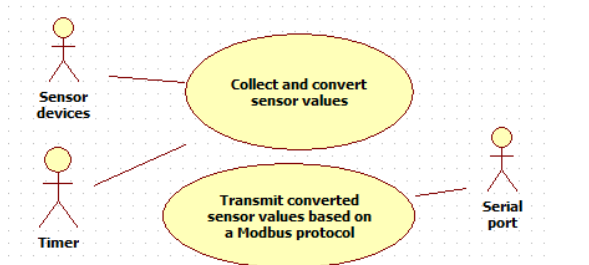 Collect and convert
sensor values
Sensor
devices
Transmit converted
sensor values based on
a Modbus protocol
Serial
port
Timer